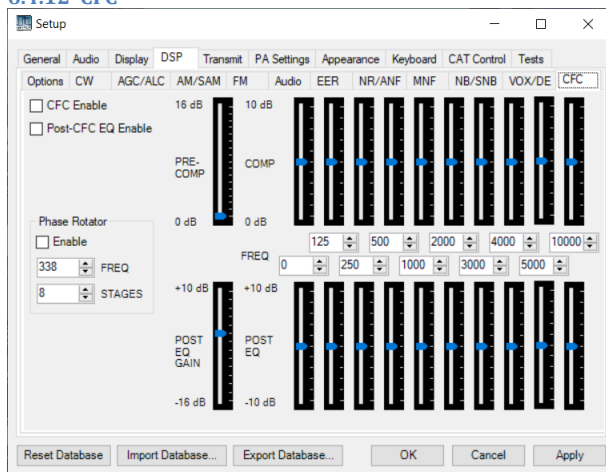 6.4.12 CFC
Setup
General Audio Display DSP Transmit PA Settings Appearance Keyboard CAT Control Tests
Options CW AGC/ALC AM/SAM FM Audio EER NR/ANF MNF NB/SNB VOX/DE CFC
CFC Enable
Post-CFC EQ Enable
16 dB 10 dB
PRE-
COMP
COMP
0 dB 0 dB
Phase Rotator
Enable
338 FREQ
8 STAGES
125 500 2000 4000 10000
FREQ
0 250 1000 3000 5000
+10 dB +10 dB
POST
EQ
GAIN
POST
EQ
-16 dB -10 dB
Reset Database Import Database... Export Database... OK Cancel Apply